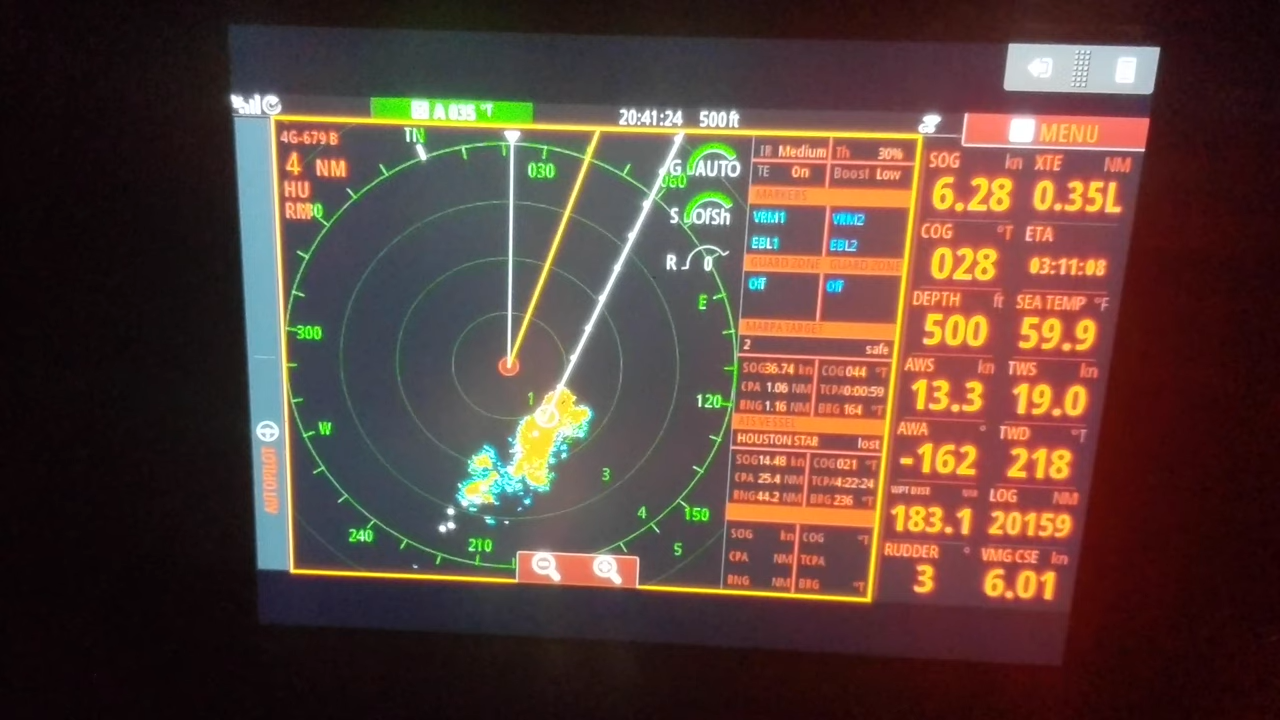 A 035 °T
20:41:24 500 ft
MENU
4G-679 B
4 NM
HU
RM
TN
030
060
E
120
150
210
240
W
300
1
3
4
5
G AUTO
S OfSh
R 0
IR Medium Th 30%
TE On Boost Low
MARKERS
VRM1 VRM2
EBL1 EBL2
GUARD ZONE GUARD ZONE
Off Off
MARPA TARGET
2 safe
SOG 36.74 kn COG 044 °T
CPA 1.06 NM TCPA 0:00:59
RNG 1.16 NM BRG 164 °T
AIS VESSEL
HOUSTON STAR lost
SOG 14.48 kn COG 021 °T
CPA 25.4 NM TCPA 4:22:24
RNG 44.2 NM BRG 236 °T
SOG kn COG °T
CPA NM TCPA
RNG NM BRG °T
SOG kn XTE NM
6.28 0.35L
COG °T ETA
028 03:11:08
DEPTH ft SEA TEMP °F
500 59.9
AWS kn TWS kn
13.3 19.0
AWA ° TWD °T
-162 218
WPT DIST LOG NM
183.1 20159
RUDDER ° VMG CSE kn
3 6.01
AUTOPILOT